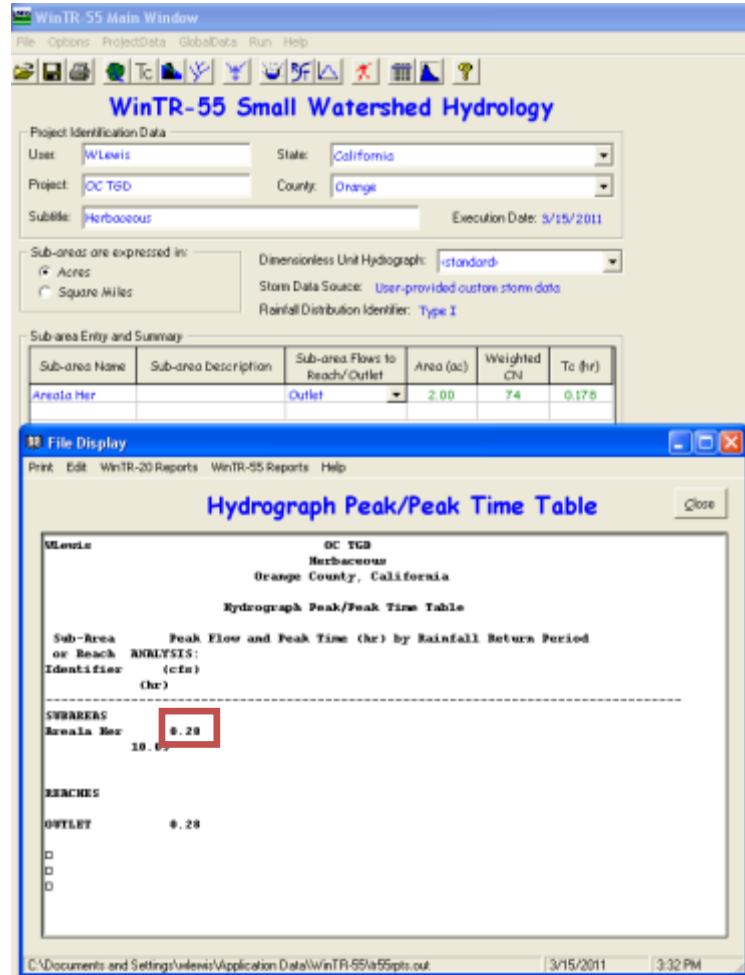 WinTR-55 Main Window
File Options ProjectData GlobalData Run Help
WinTR-55 Small Watershed Hydrology
Project Identification Data
User: WLewis State: California
Project: OC TGD County: Orange
Subtitle: Herbaceous Execution Date: 3/15/2011
Sub-areas are expressed in:
Acres
Square Miles
Dimensionless Unit Hydrograph: <standard>
Storm Data Source: User-provided custom storm data
Rainfall Distribution Identifier: Type I
Sub-area Entry and Summary
Sub-area Name Sub-area Description Sub-area Flows to Reach/Outlet Area (ac) Weighted CN Tc (hr)
Area1a Her Outlet 2.00 74 0.178
File Display
Print Edit WinTR-20 Reports WinTR-55 Reports Help
Hydrograph Peak/Peak Time Table Close
WLewis OC TGD
Herbaceous
Orange County, California
Hydrograph Peak/Peak Time Table
Sub-Area Peak Flow and Peak Time (hr) by Rainfall Return Period
or Reach ANALYSIS:
Identifier (cfs)
(hr)
SUBAREAS
Area1a Her 0.28
REACHES
OUTLET 0.28
C:\Documents and Settings\wlewis\Application Data\WinTR-55\tr55rpts.out 3/15/2011 3:32 PM